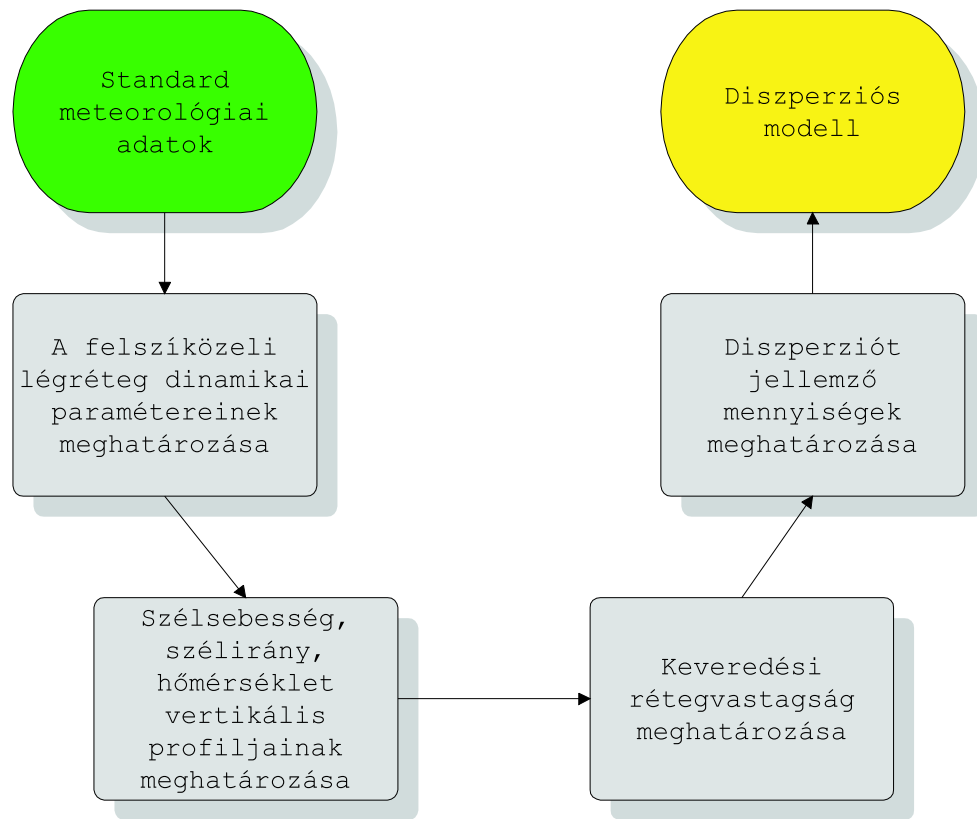 Standard
meteorológiai
adatok
A felszíközeli
légréteg dinamikai
paramétereinek
meghatározása
Szélsebesség,
szélirány,
hőmérséklet
vertikális
profiljainak
meghatározása
Keveredési
rétegvastagság
meghatározása
Diszperziót
jellemző
mennyiségek
meghatározása
Diszperziós
modell